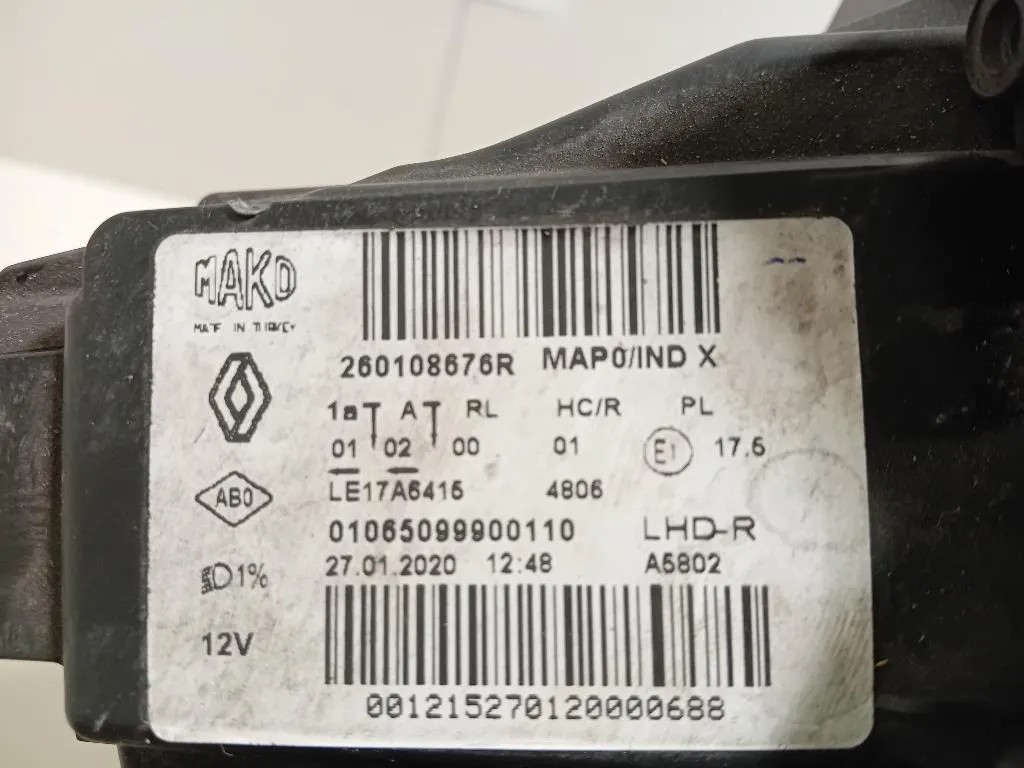 MAKO
MADE IN TURKEY
260108676R MAP0/IND X
1a A RL HC/R PL
01 02 00 01 E1 17.5
LE17A6415 4806
ABO
01065099900110 LHD-R
27.01.2020 12:48 A5802
1%
12V
001215270120000688